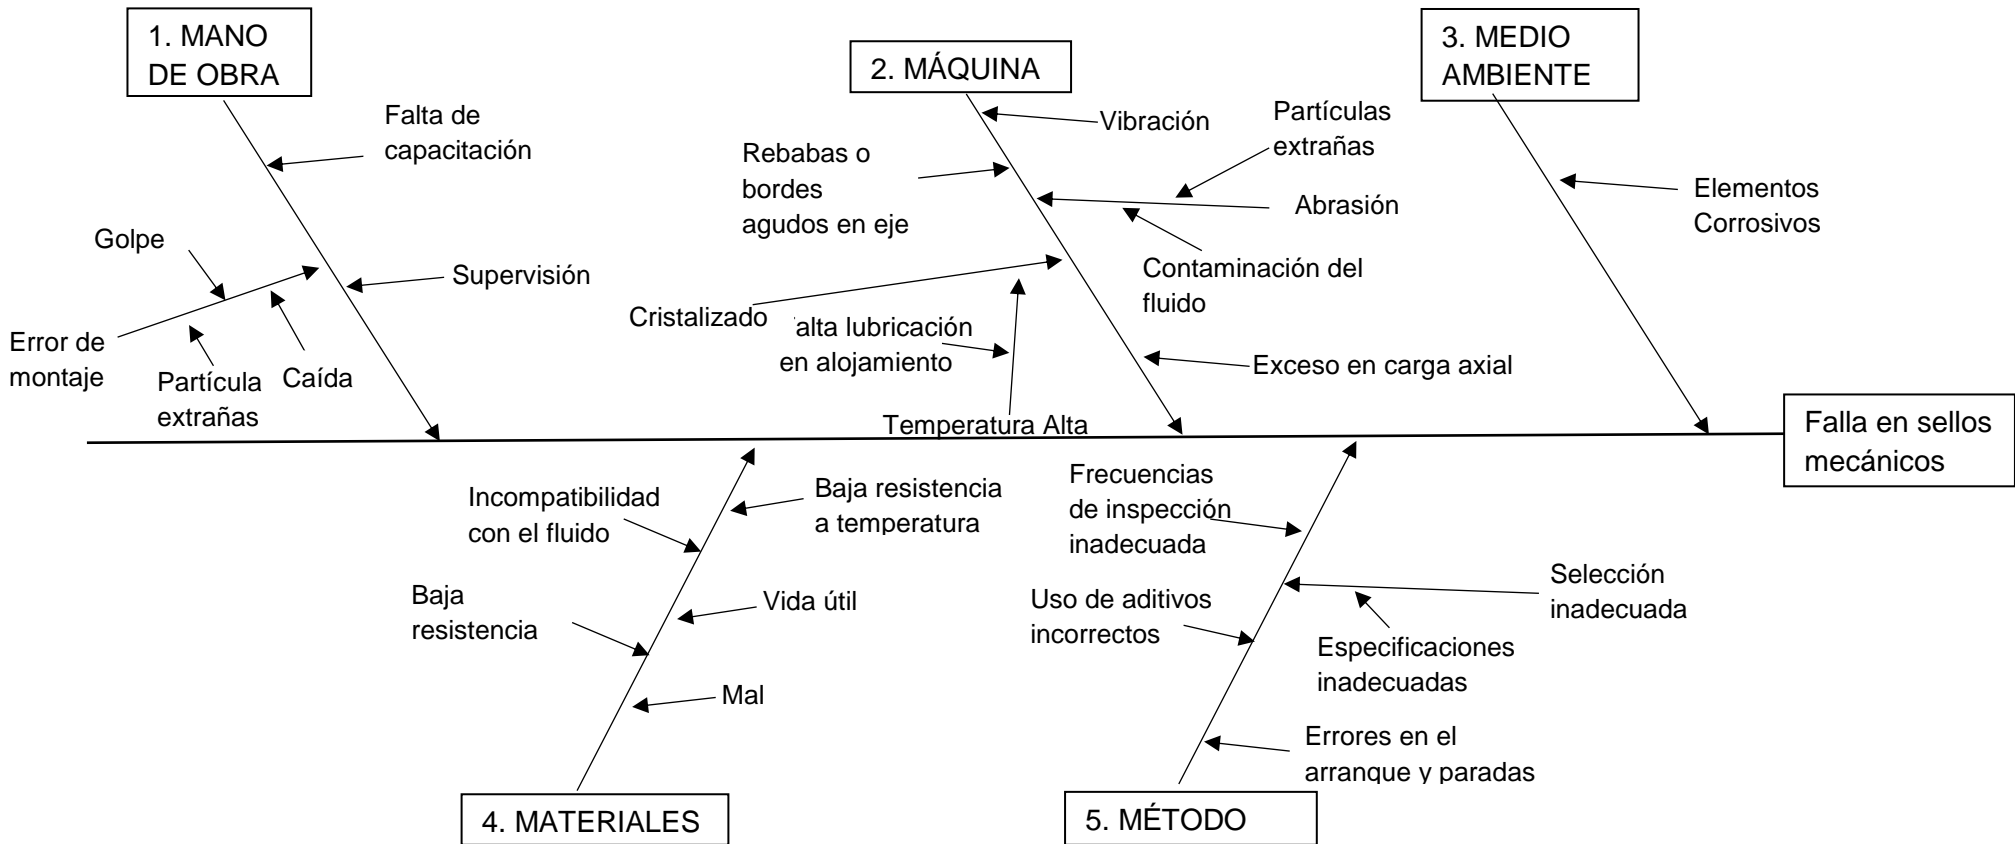 1. MANO
DE OBRA
2. MÁQUINA
3. MEDIO
AMBIENTE
Falta de
capacitación
Vibración
Partículas
extrañas
Rebabas o
bordes
agudos en eje
Abrasión
Elementos
Corrosivos
Golpe
Supervisión
Contaminación del
fluido
Cristalizado
alta lubricación
en alojamiento
Error de
montaje
Partícula
extrañas
Caída
Exceso en carga axial
Temperatura Alta
Falla en sellos
mecánicos
Incompatibilidad
con el fluido
Baja resistencia
a temperatura
Frecuencias
de inspección
inadecuada
Baja
resistencia
Vida útil
Uso de aditivos
incorrectos
Selección
inadecuada
Especificaciones
inadecuadas
Mal
Errores en el
arranque y paradas
4. MATERIALES
5. MÉTODO